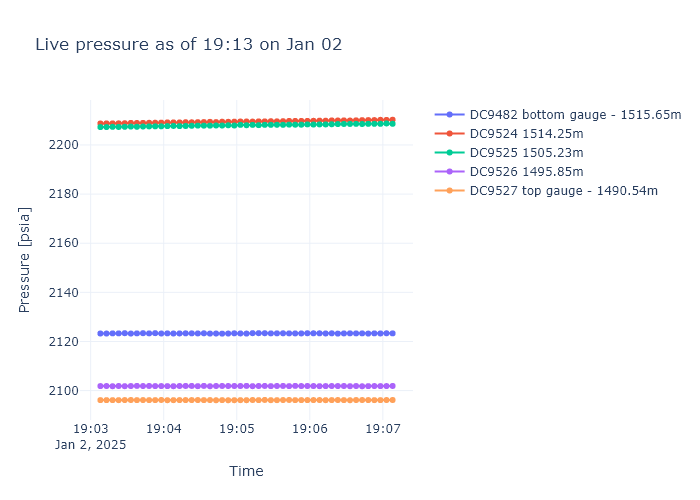 Live pressure as of 19:13 on Jan 02
DC9482 bottom gauge - 1515.65m
DC9524 1514.25m
DC9525 1505.23m
DC9526 1495.85m
DC9527 top gauge - 1490.54m
Pressure [psia]
2200
2180
2160
2140
2120
2100
19:03 19:04 19:05 19:06 19:07
Jan 2, 2025
Time